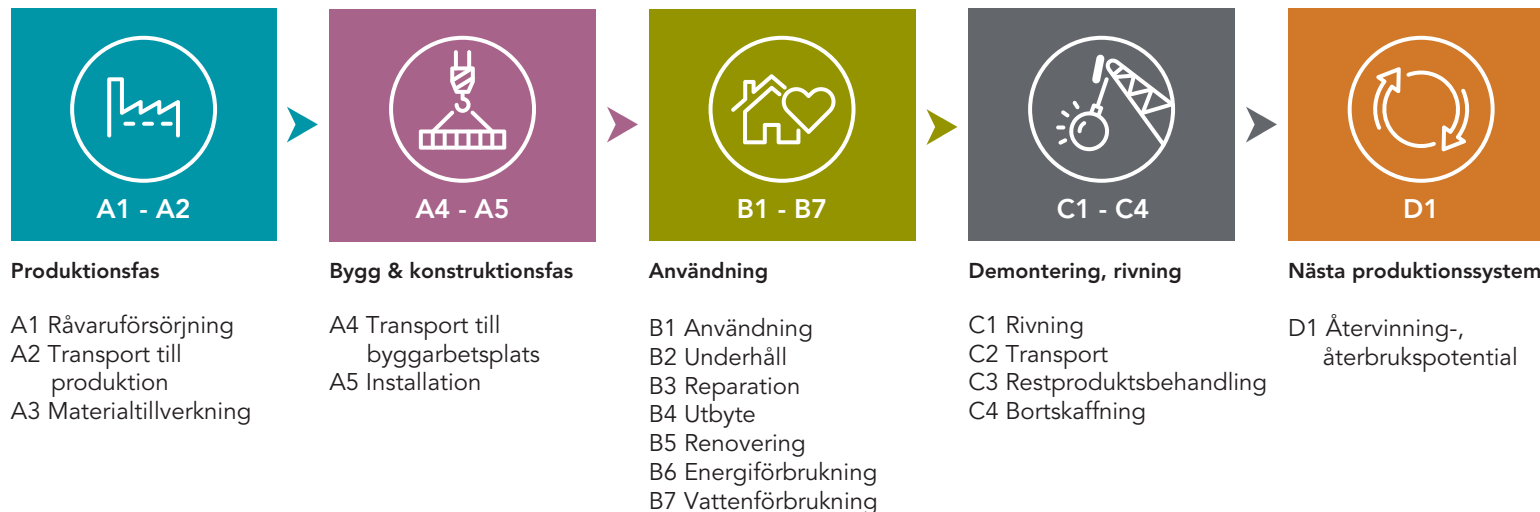 A1 - A2
A4 - A5
B1 - B7
C1 - C4
D1
Produktionsfas
A1 Råvaruförsörjning
A2 Transport till
produktion
A3 Materialtillverkning
Bygg & konstruktionsfas
A4 Transport till
byggarbetsplats
A5 Installation
Användning
B1 Användning
B2 Underhåll
B3 Reparation
B4 Utbyte
B5 Renovering
B6 Energiförbrukning
B7 Vattenförbrukning
Demontering, rivning
C1 Rivning
C2 Transport
C3 Restproduktsbehandling
C4 Bortskaffning
Nästa produktionssystem
D1 Återvinning-,
återbrukspotential